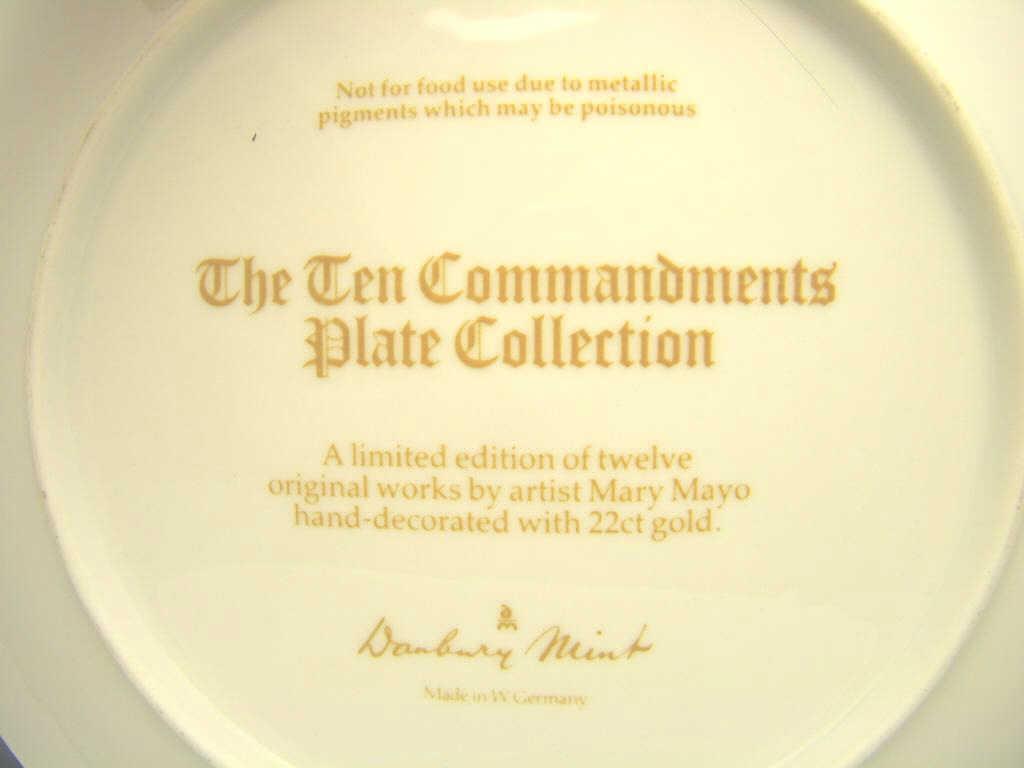 Not for food use due to metallic
pigments which may be poisonous
The Ten Commandments
Plate Collection
A limited edition of twelve
original works by artist Mary Mayo
hand-decorated with 22ct gold.
dm
Danbury Mint
Made in W Germany